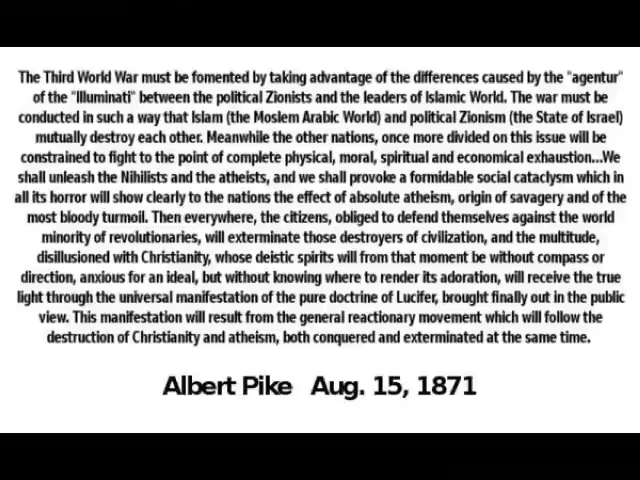 The Third World War must be fomented by taking advantage of the differences caused by the "agentur"
of the "Illuminati" between the political Zionists and the leaders of Islamic World. The war must be
conducted in such a way that Islam (the Moslem Arabic World) and political Zionism (the State of Israel)
mutually destroy each other. Meanwhile the other nations, once more divided on this issue will be
constrained to fight to the point of complete physical, moral, spiritual and economical exhaustion...We
shall unleash the Nihilists and the atheists, and we shall provoke a formidable social cataclysm which in
all its horror will show clearly to the nations the effect of absolute atheism, origin of savagery and of the
most bloody turmoil. Then everywhere, the citizens, obliged to defend themselves against the world
minority of revolutionaries, will exterminate those destroyers of civilization, and the multitude,
disillusioned with Christianity, whose deistic spirits will from that moment be without compass or
direction, anxious for an ideal, but without knowing where to render its adoration, will receive the true
light through the universal manifestation of the pure doctrine of Lucifer, brought finally out in the public
view. This manifestation will result from the general reactionary movement which will follow the
destruction of Christianity and atheism, both conquered and exterminated at the same time.
Albert Pike Aug. 15, 1871